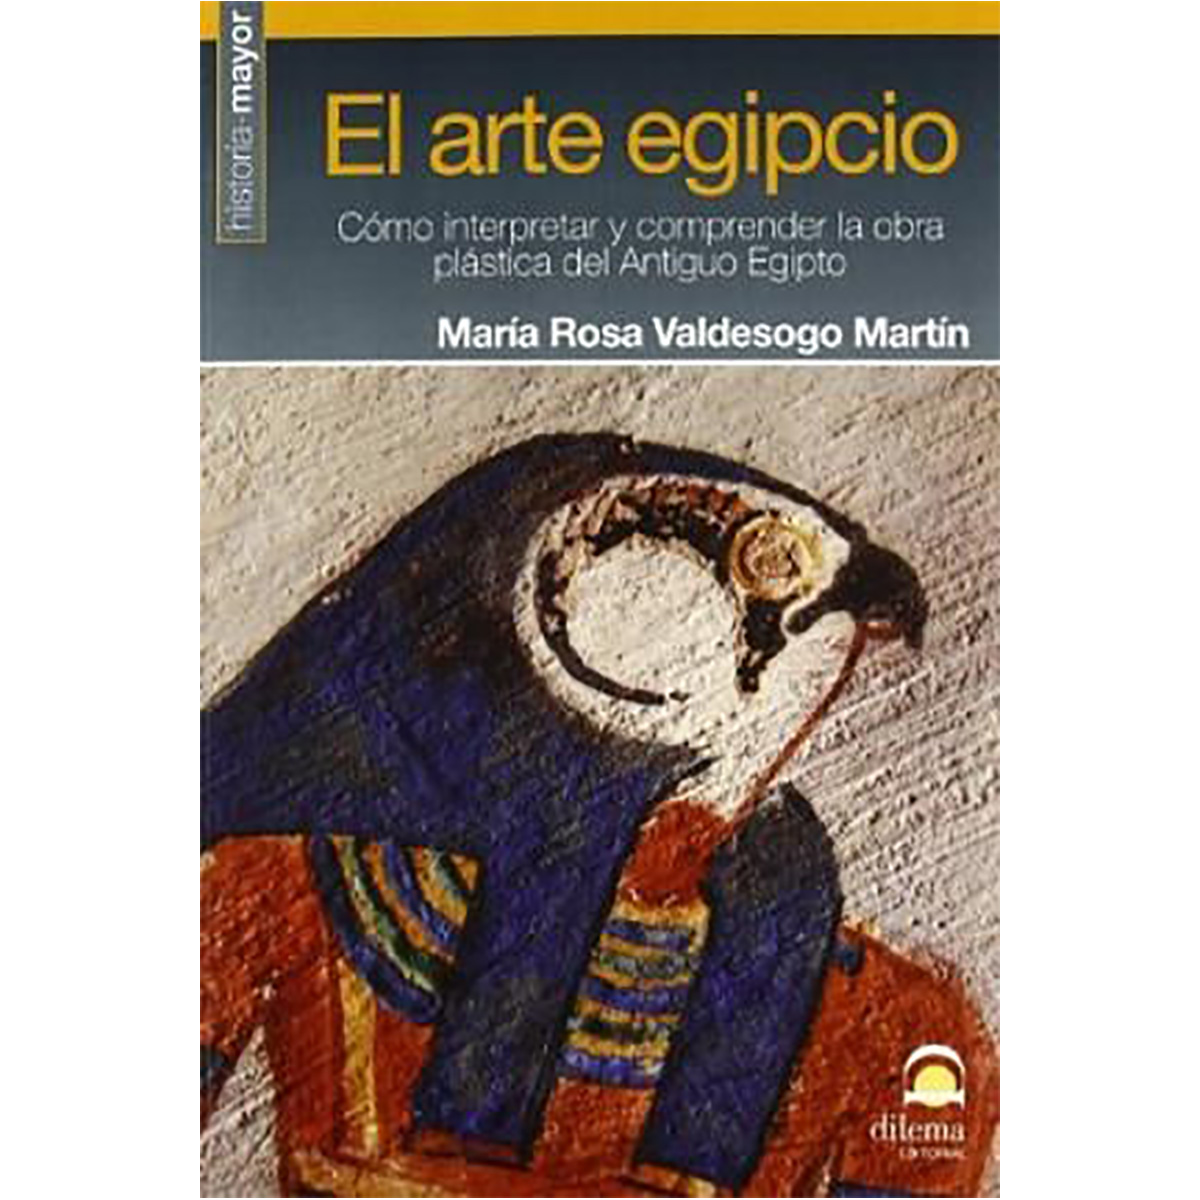 historia-mayor
El arte egipcio
Cómo interpretar y comprender la obra
plástica del Antiguo Egipto
María Rosa Valdesogo Martín
dilema
EDITORIAL